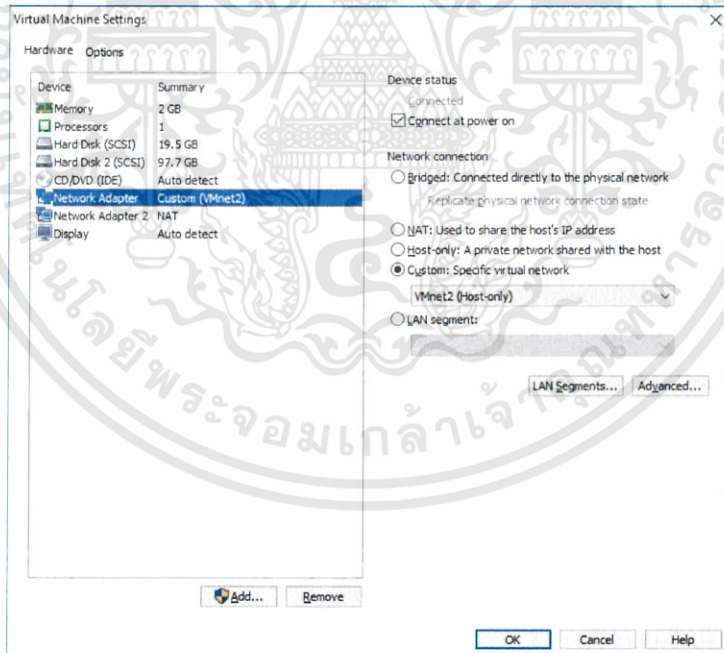 Virtual Machine Settings
Hardware Options
Device Summary
Memory 2 GB
Processors 1
Hard Disk (SCSI) 19.5 GB
Hard Disk 2 (SCSI) 97.7 GB
CD/DVD (IDE) Auto detect
Network Adapter Custom (VMnet2)
Network Adapter 2 NAT
Display Auto detect
Add... Remove
Device status
Connected
Connect at power on
Network connection
Bridged: Connected directly to the physical network
Replicate physical network connection state
NAT: Used to share the host's IP address
Host-only: A private network shared with the host
Custom: Specific virtual network
VMnet2 (Host-only)
LAN segment:
LAN Segments... Advanced...
OK Cancel Help